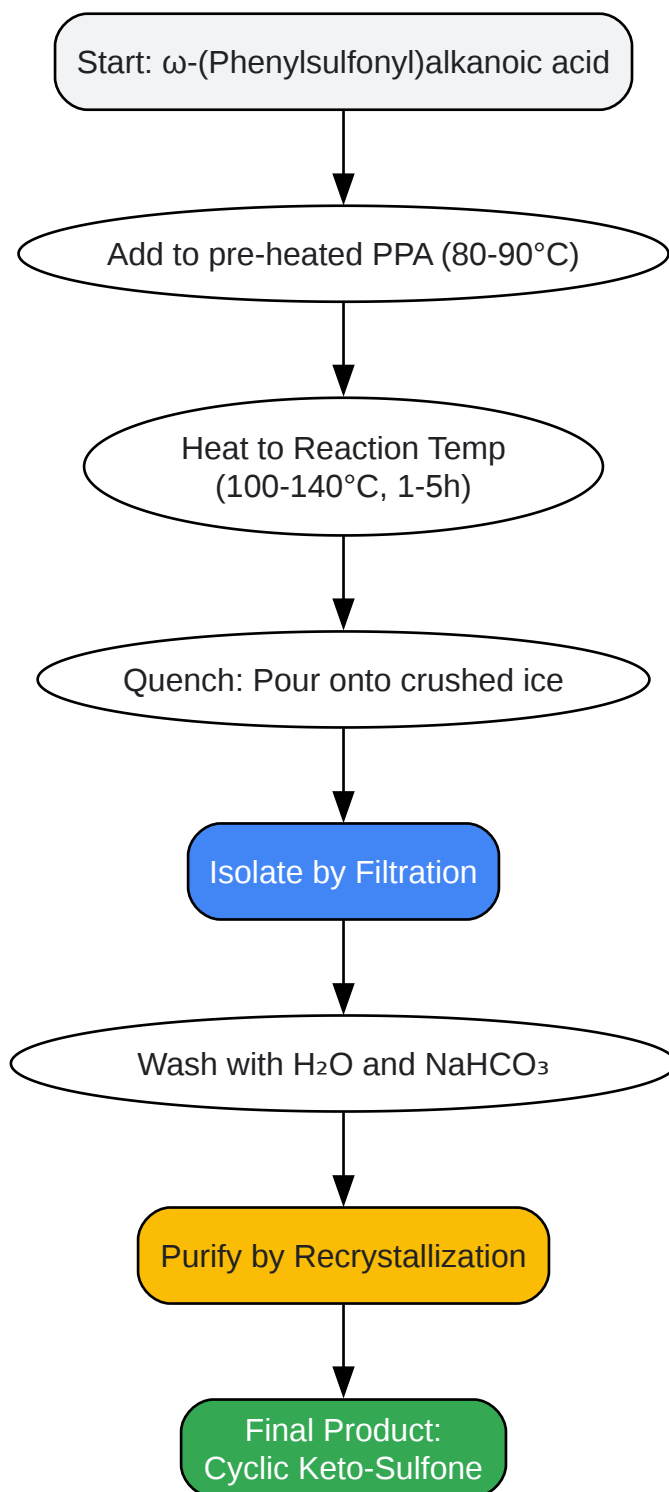 Start: ω-(Phenylsulfonyl)alkanoic acid
Add to pre-heated PPA (80-90°C)
Heat to Reaction Temp
(100-140°C, 1-5h)
Quench: Pour onto crushed ice
Isolate by Filtration
Wash with H₂O and NaHCO₃
Purify by Recrystallization
Final Product:
Cyclic Keto-Sulfone